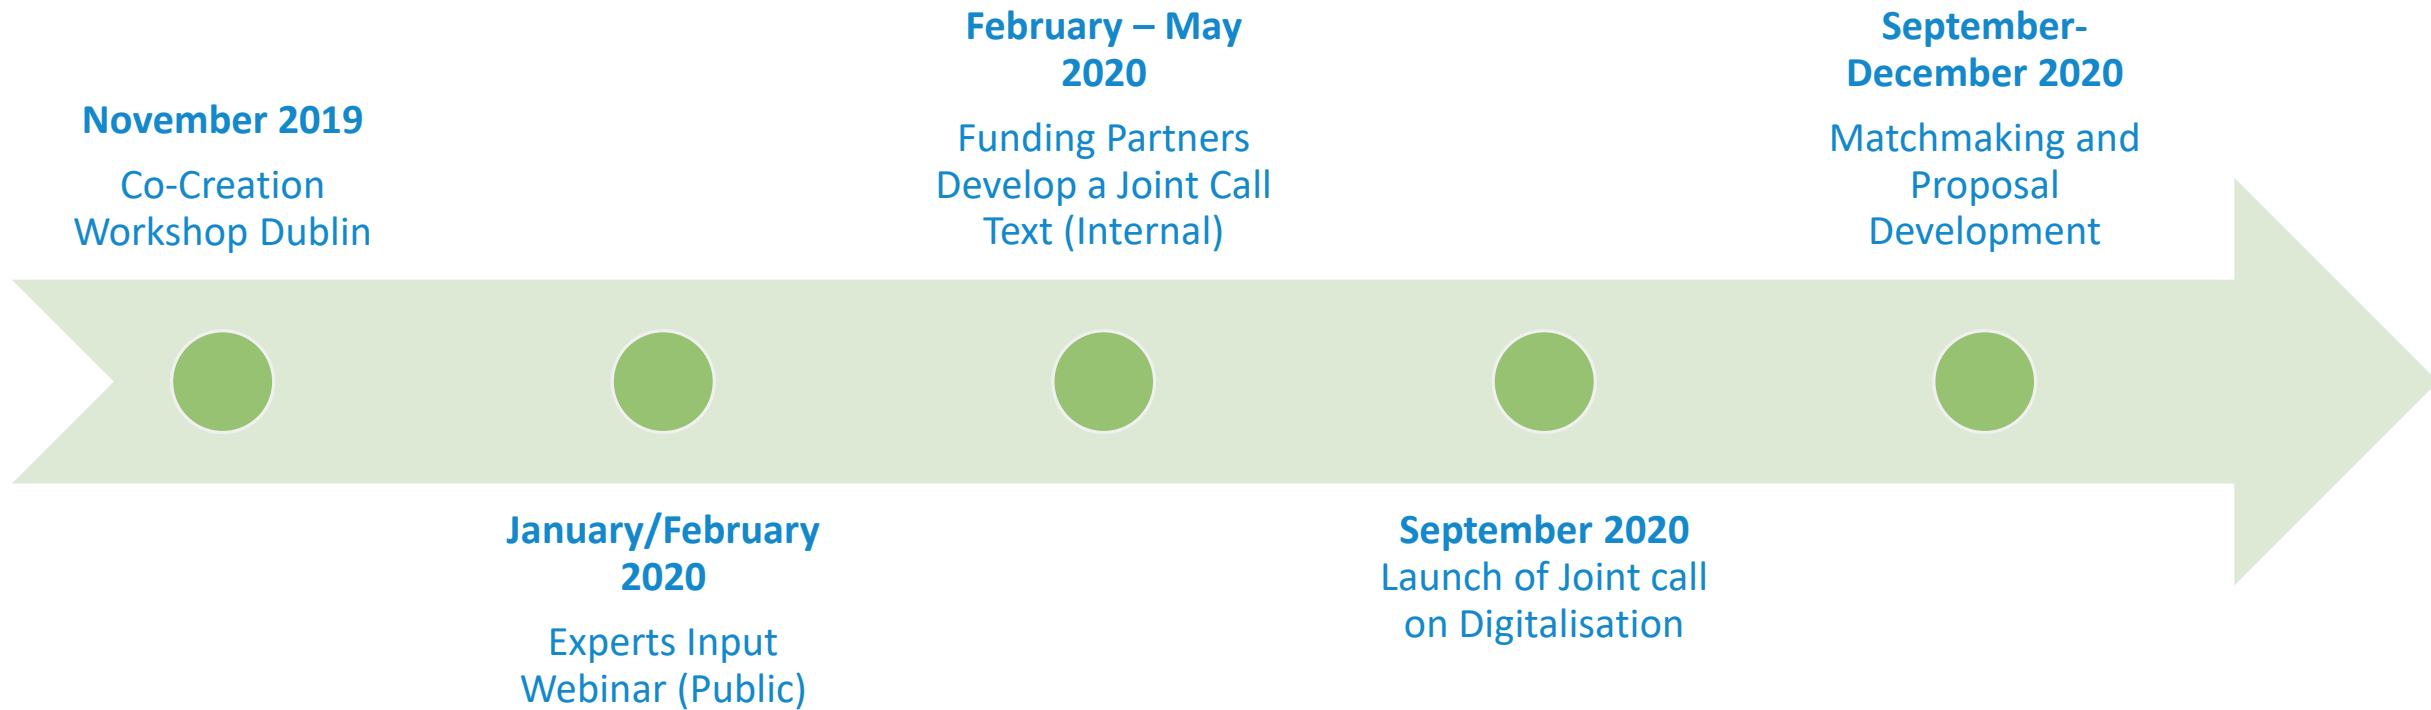 November 2019
Co-Creation
Workshop Dublin
January/February
2020
Experts Input
Webinar (Public)
February – May
2020
Funding Partners
Develop a Joint Call
Text (Internal)
September 2020
Launch of Joint call
on Digitalisation
September-
December 2020
Matchmaking and
Proposal
Development